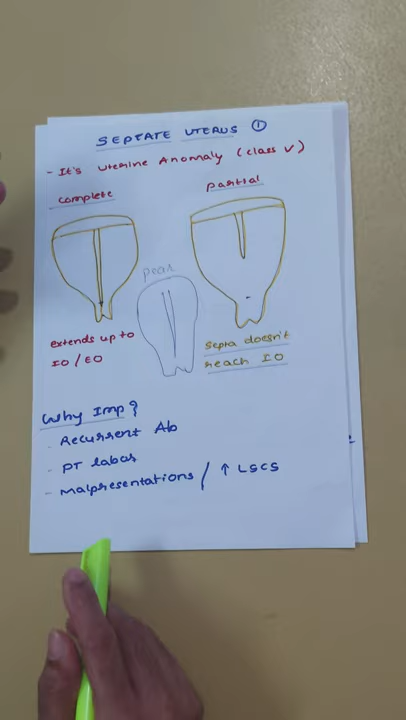 SEPTATE UTERUS ①
- It's Uterine Anomaly (class V)
complete
partial
pear
extends up to
IO / EO
Septa doesn't
reach IO
Why Imp?
- Recurrent Ab
- PT labor
- Malpresentations / ↑ LSCS